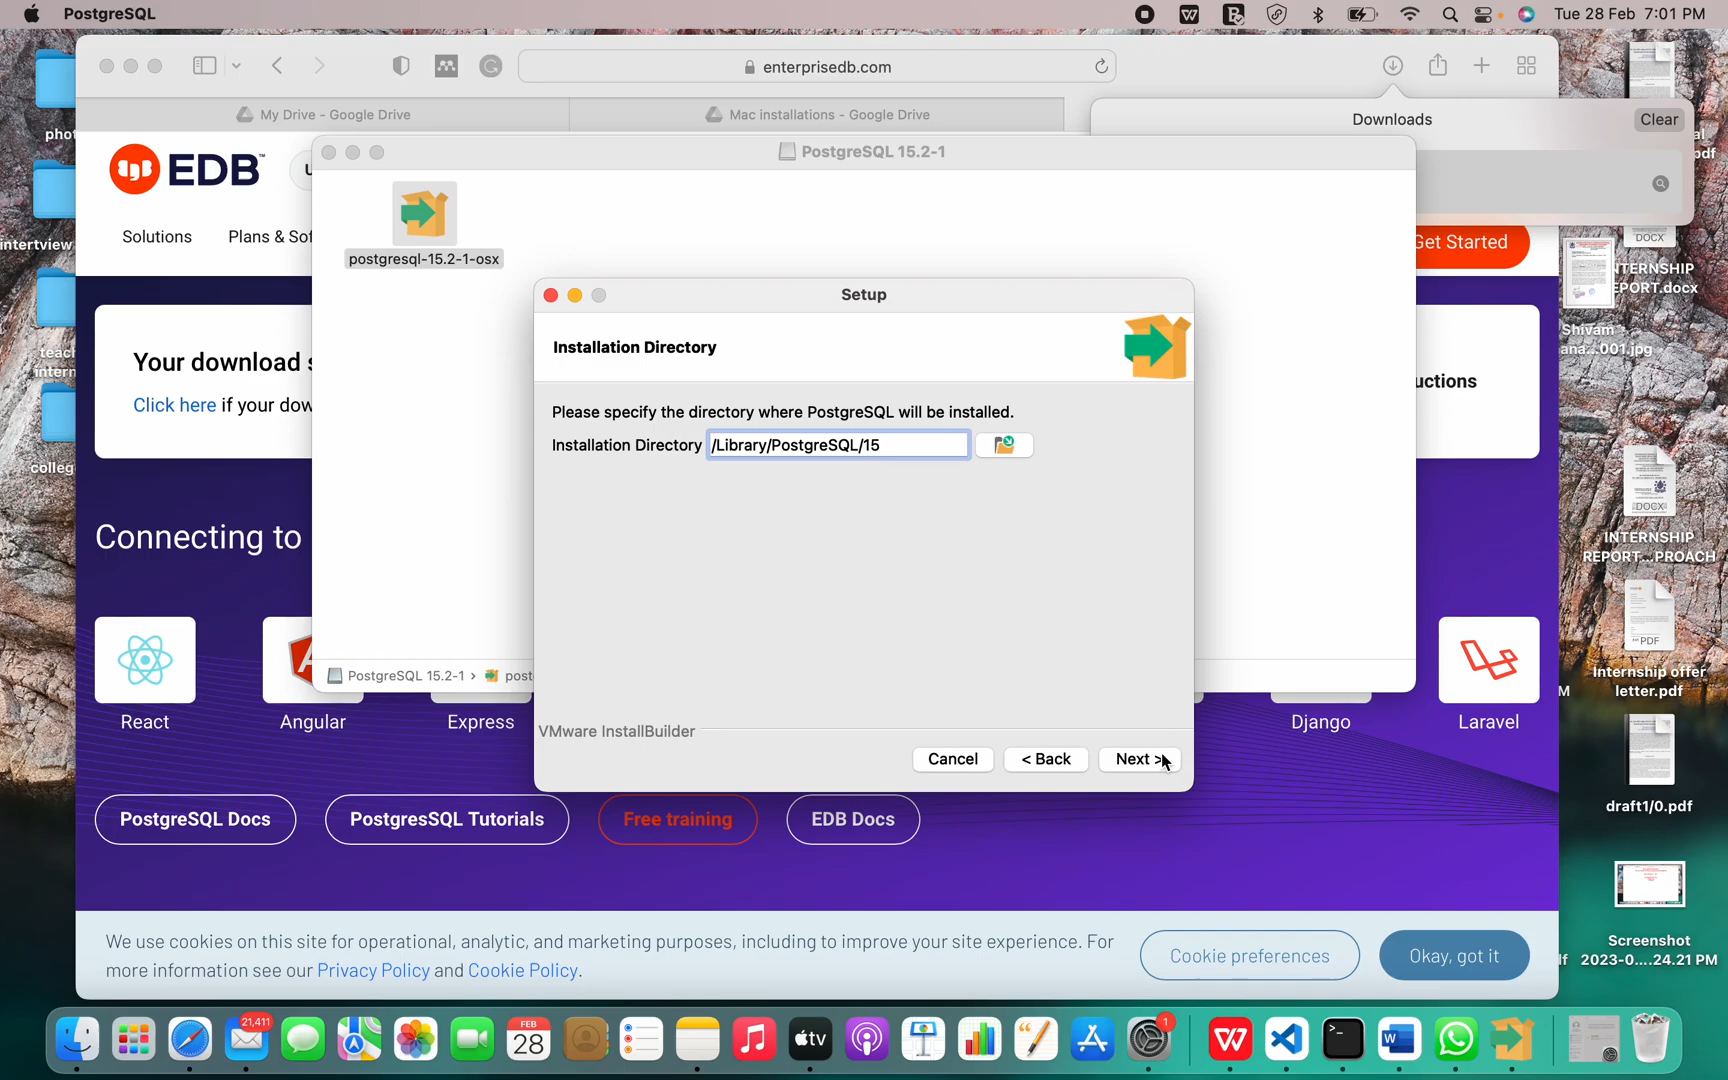 PostgreSQL
Tue 28 Feb 7:01 PM
enterprisedb.com
My Drive - Google Drive
Mac installations - Google Drive
Downloads
Clear
EDB
PostgreSQL 15.2-1
Solutions
Plans &
postgresql-15.2-1-osx
Get Started
Your download
Click here if your
Connecting to
Setup
Installation Directory
Please specify the directory where PostgreSQL will be installed.
Installation Directory
/Library/PostgreSQL/15
VMware InstallBuilder
Cancel
< Back
Next >
PostgreSQL 15.2-1 ›
React
Angular
Express
Django
Laravel
PostgreSQL Docs
PostgresSQL Tutorials
Free training
EDB Docs
We use cookies on this site for operational, analytic, and marketing purposes, including to improve your site experience. For
more information see our Privacy Policy and Cookie Policy.
Cookie preferences
Okay, got it
DOCX
DOCX
INTERNSHIP
REPORT...PROACH
PDF
Internship offer
letter.pdf
draft1/0.pdf
Screenshot
2023-0....24.21 PM
21,411
FEB
28
tv
1